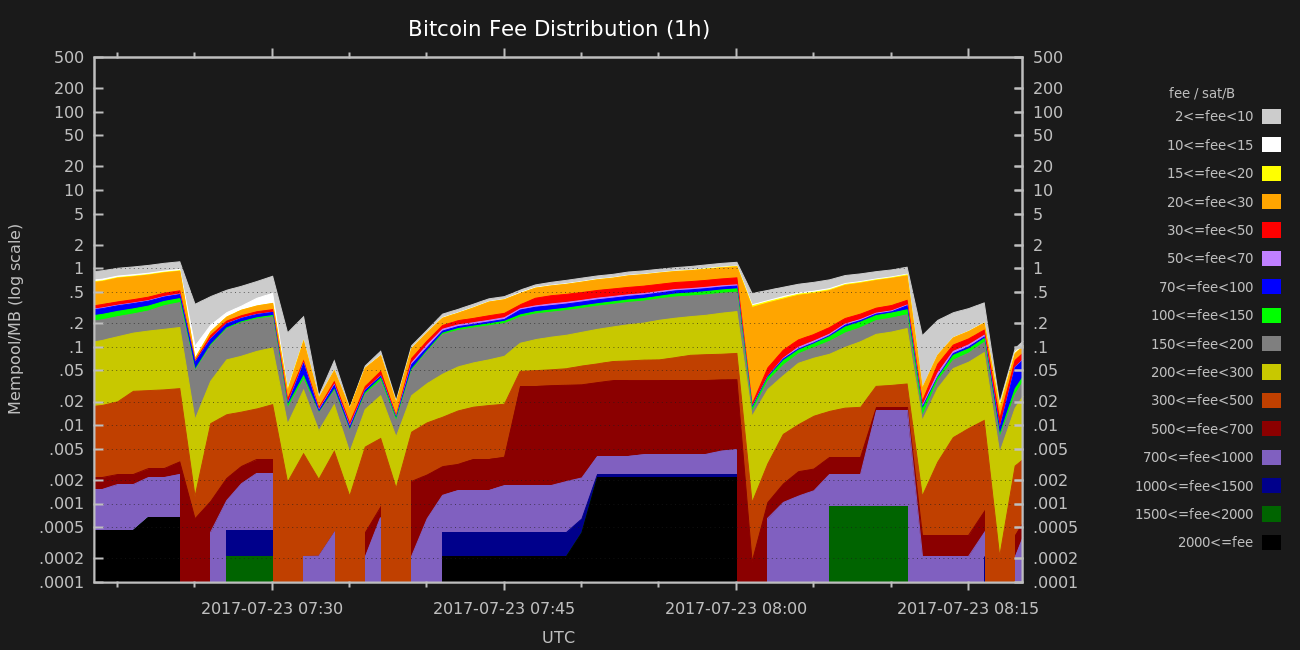 Bitcoin Fee Distribution (1h)
Mempool/MB (log scale)
500
200
100
50
20
10
5
2
1
.5
.2
.1
.05
.02
.01
.005
.002
.001
.0005
.0002
.0001
500
200
100
50
20
10
5
2
1
.5
.2
.1
.05
.02
.01
.005
.002
.001
.0005
.0002
.0001
2017-07-23 07:30
2017-07-23 07:45
2017-07-23 08:00
2017-07-23 08:15
UTC
fee / sat/B
2<=fee<10
10<=fee<15
15<=fee<20
20<=fee<30
30<=fee<50
50<=fee<70
70<=fee<100
100<=fee<150
150<=fee<200
200<=fee<300
300<=fee<500
500<=fee<700
700<=fee<1000
1000<=fee<1500
1500<=fee<2000
2000<=fee